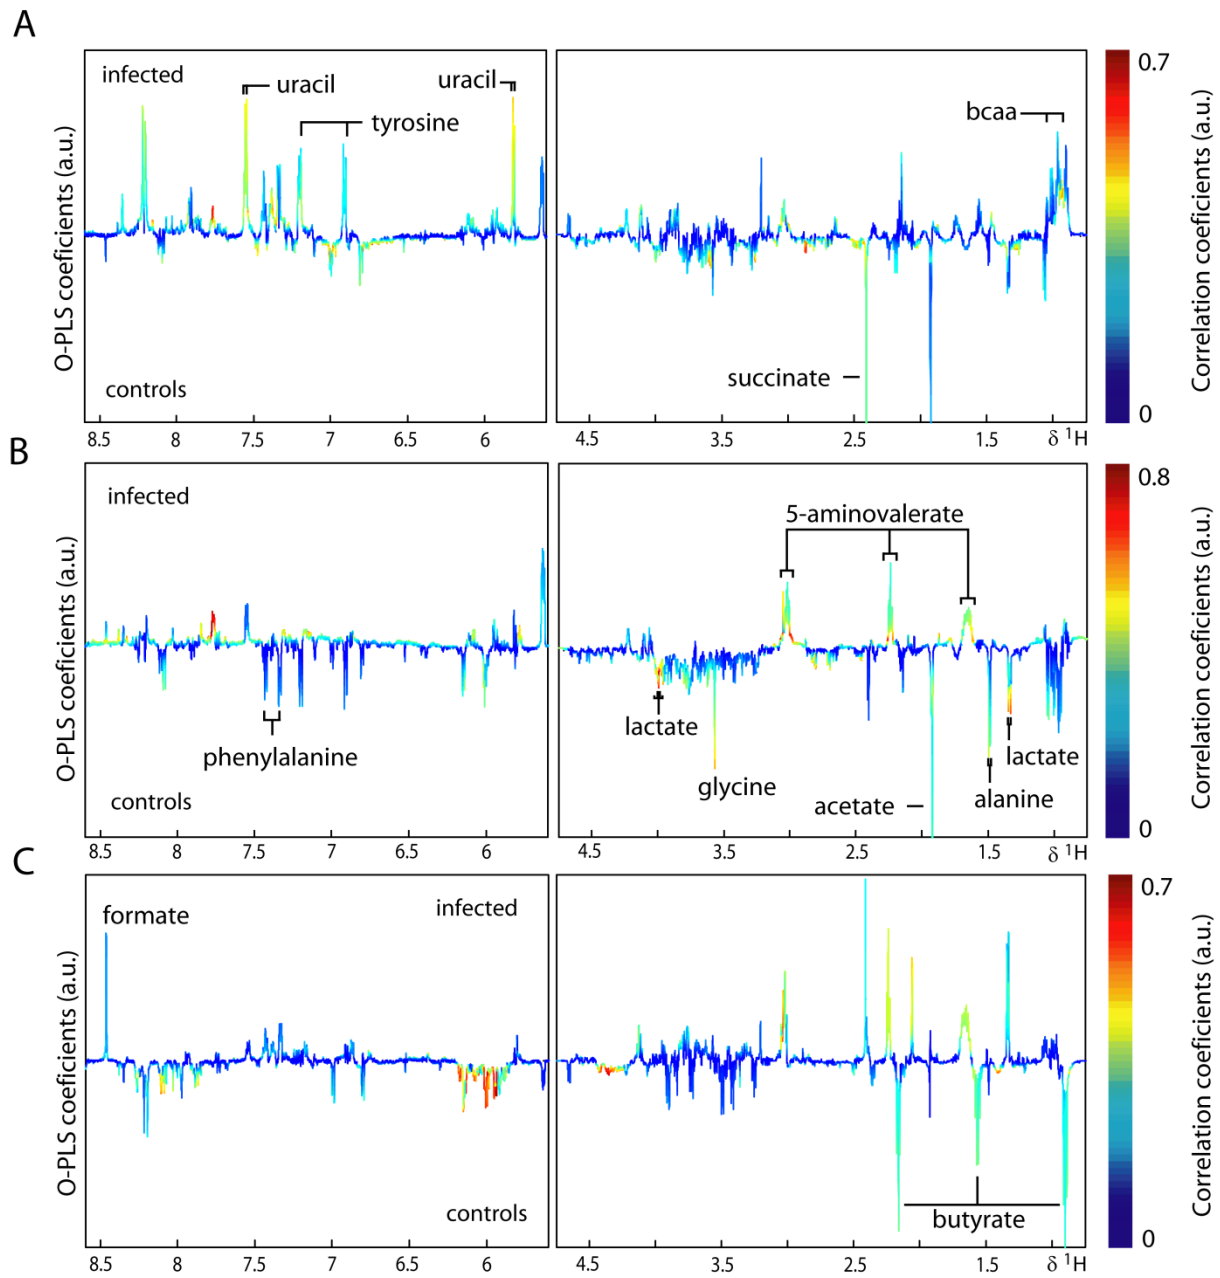 A
infected
uracil
uracil
tyrosine
bcaa
succinate
controls
O-PLS coeficients (a.u.)
8.5 8 7.5 7 6.5 6 4.5 3.5 2.5 1.5 δ ¹H
0.7
0
Correlation coeficients (a.u.)
B
infected
5-aminovalerate
phenylalanine
lactate
glycine
acetate
alanine
lactate
controls
O-PLS coeficients (a.u.)
8.5 8 7.5 7 6.5 6 4.5 3.5 2.5 1.5 δ ¹H
0.8
0
Correlation coeficients (a.u.)
C
formate
infected
controls
butyrate
O-PLS coeficients (a.u.)
8.5 8 7.5 7 6.5 6 4.5 3.5 2.5 1.5 δ ¹H
0.7
0
Correlation coeficients (a.u.)